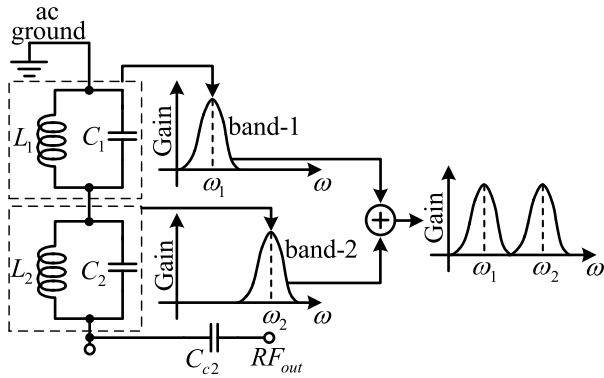 ac
ground
L1
C1
Gain
band-1
ω1
ω
L2
C2
Gain
band-2
ω2
ω
Cc2
RFout
+
Gain
ω1
ω2
ω